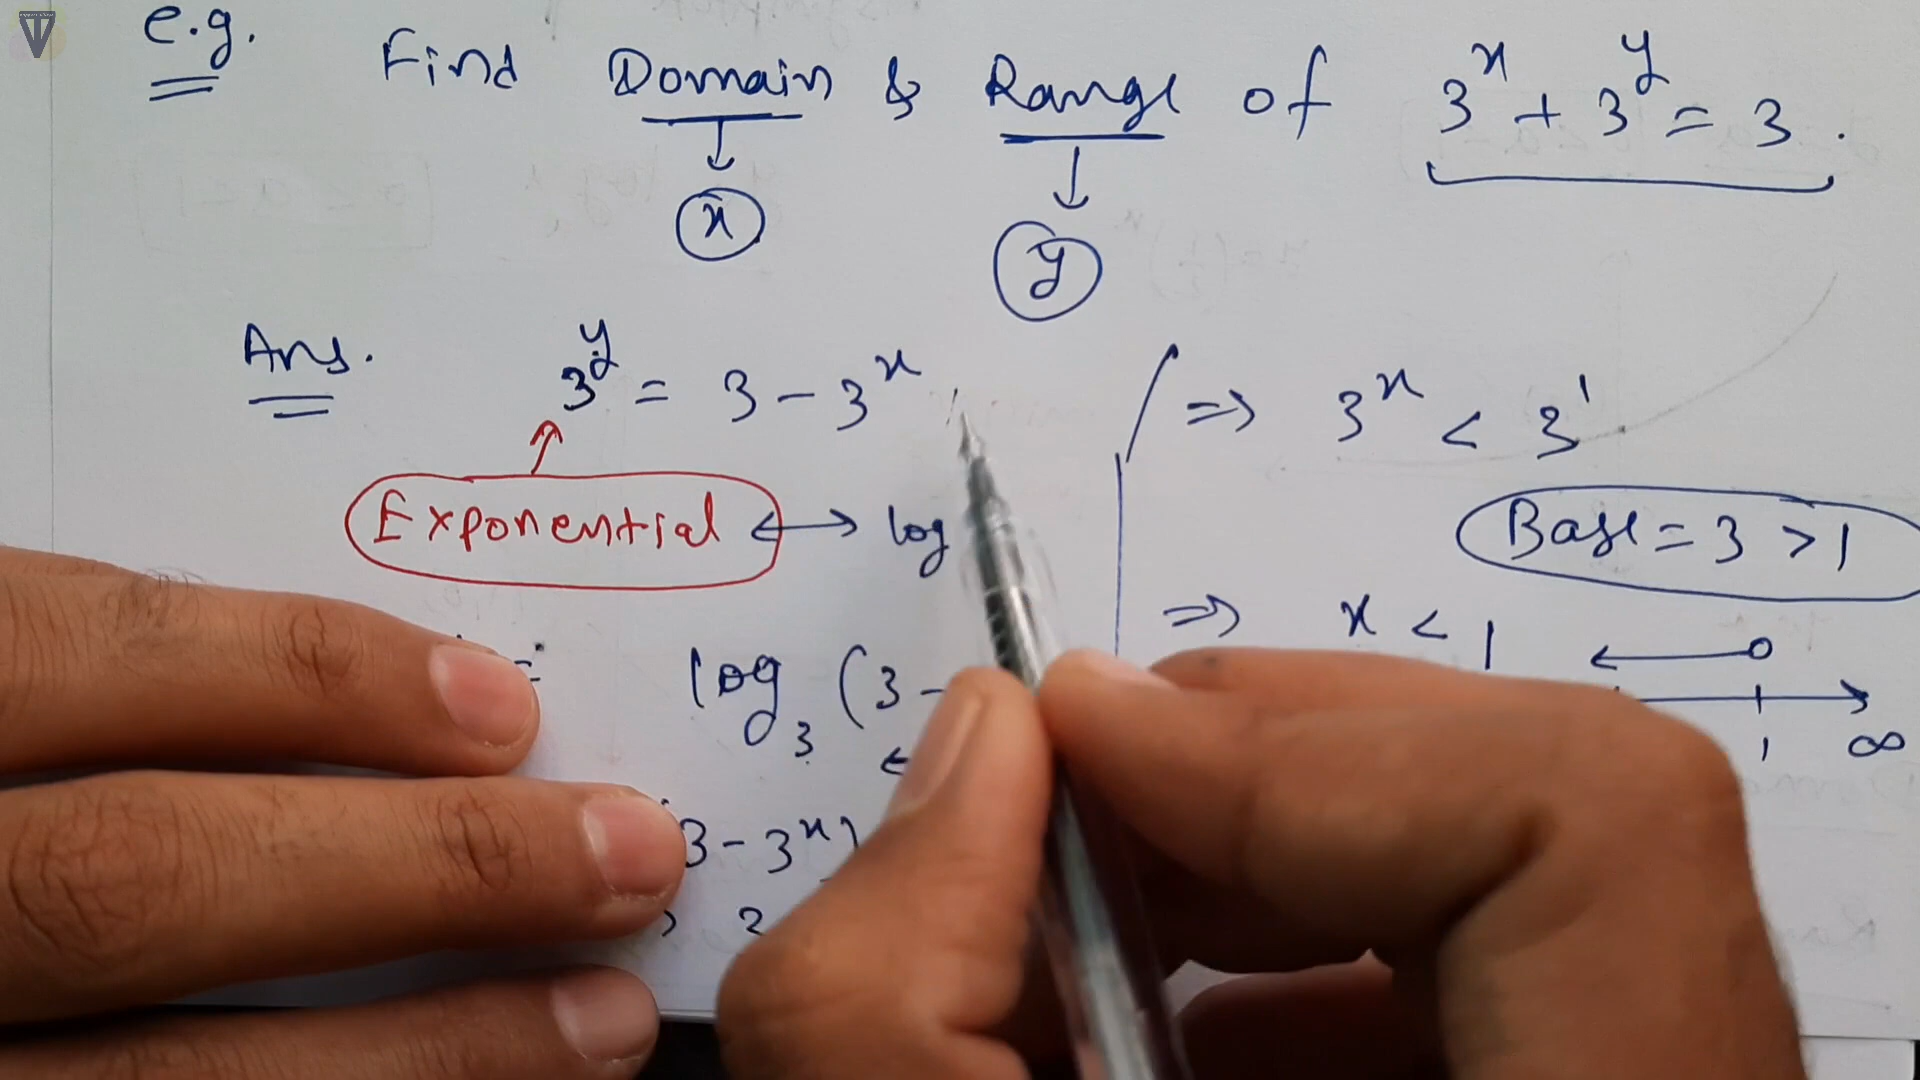 e.g. Find Domain & Range of 3^x + 3^y = 3.
x
y
Ans. 3^y = 3 - 3^x
Exponential ↔ log
= log_3 (3 -
3 - 3^x)
⇒ 3^x < 3^1
Base = 3 > 1
⇒ x < 1
1 ∞